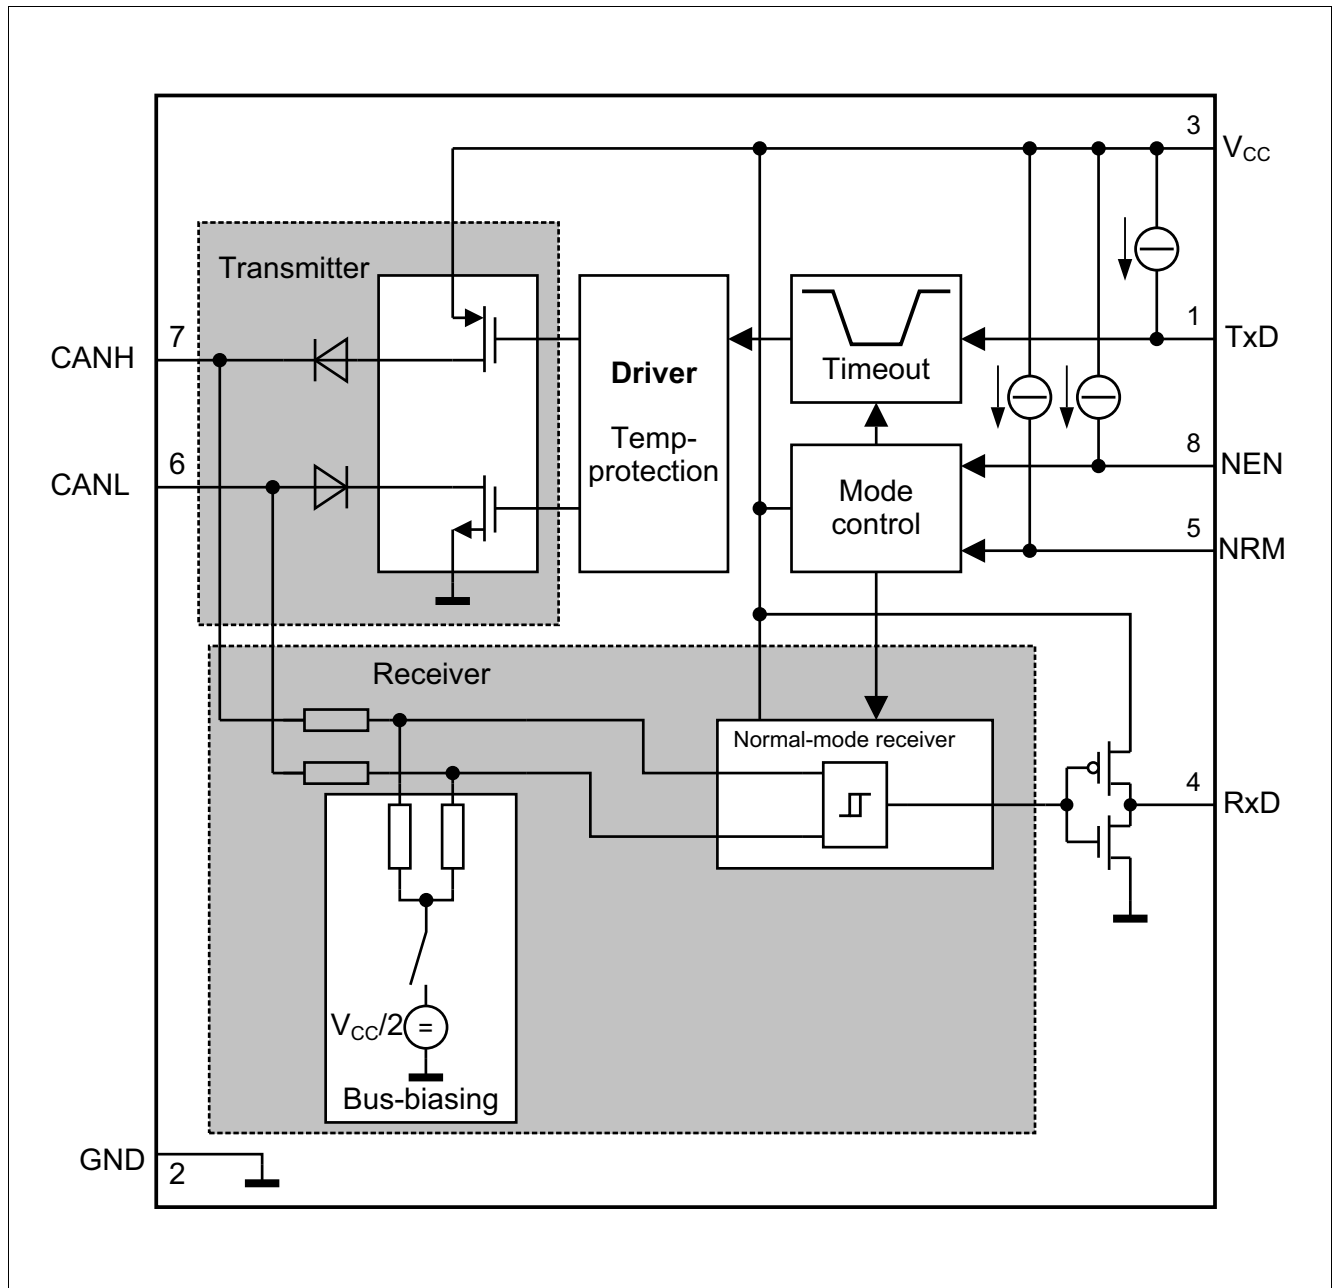 3
VCC
Transmitter
7
CANH
1
TxD
Driver
Timeout
Temp-
protection
6
CANL
8
NEN
Mode
control
5
NRM
Receiver
Normal-mode receiver
4
RxD
VCC/2
=
Bus-biasing
GND
2